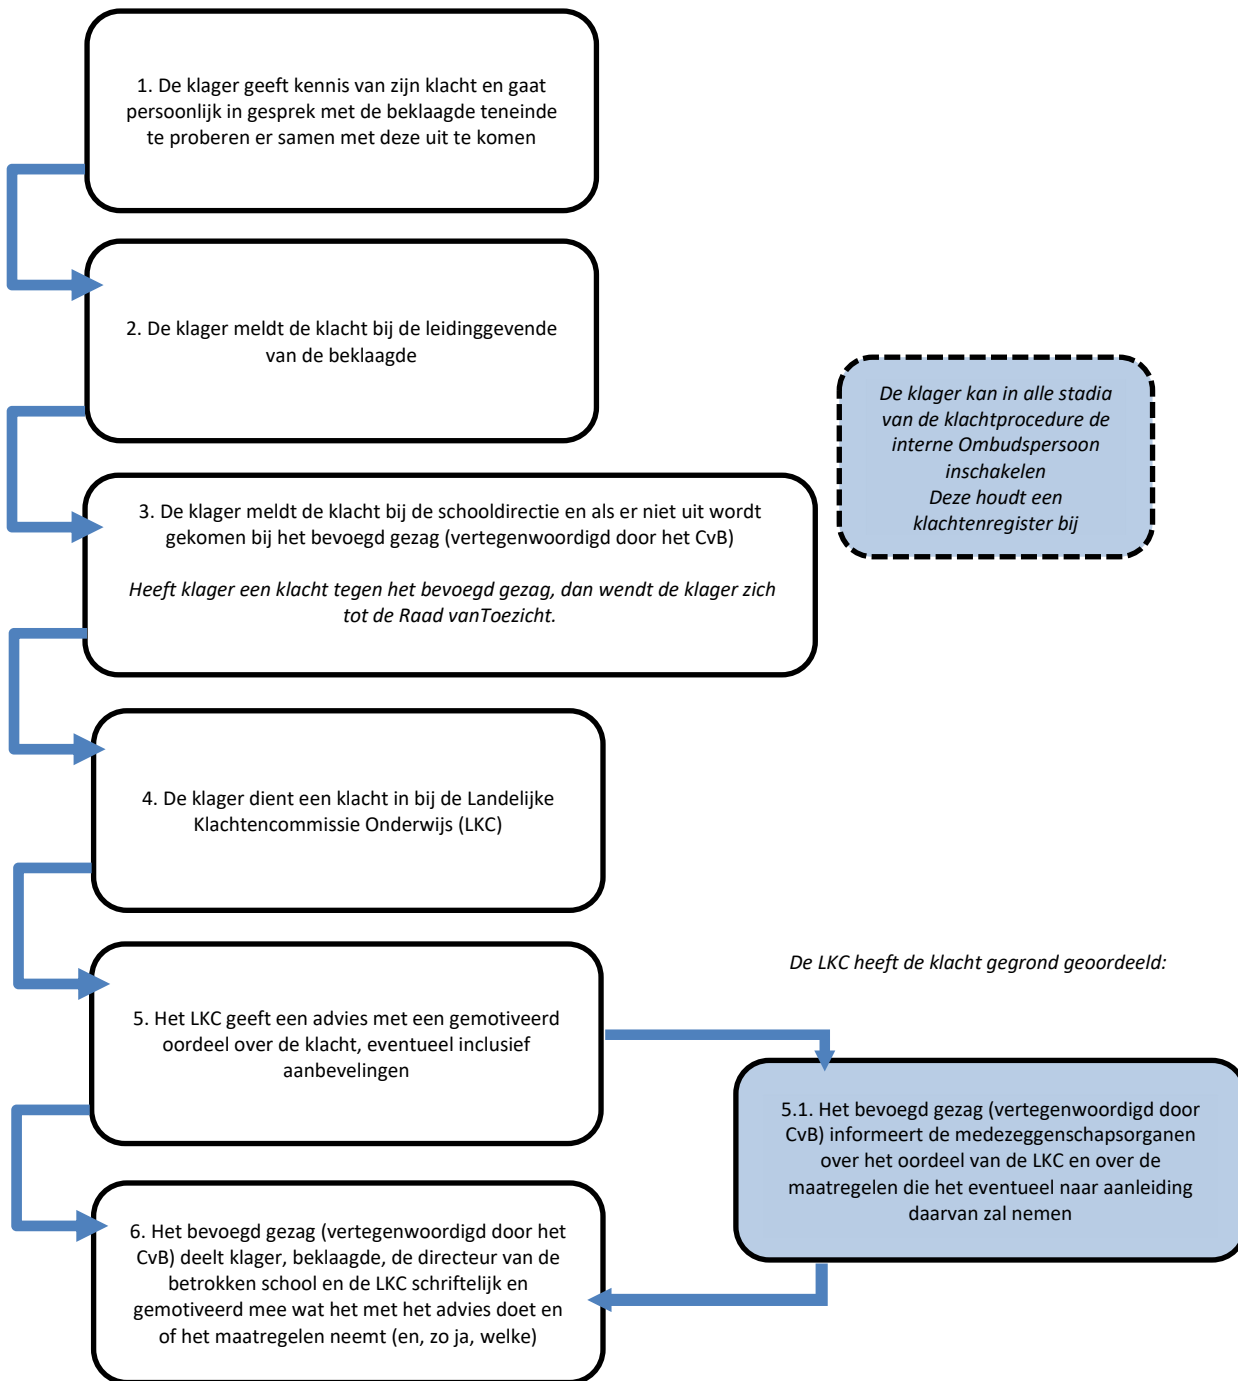 1. De klager geeft kennis van zijn klacht en gaat
persoonlijk in gesprek met de beklaagde teneinde
te proberen er samen met deze uit te komen
2. De klager meldt de klacht bij de leidinggevende
van de beklaagde
De klager kan in alle stadia
van de klachtprocedure de
interne Ombudspersoon
inschakelen
Deze houdt een
klachtenregister bij
3. De klager meldt de klacht bij de schooldirectie en als er niet uit wordt
gekomen bij het bevoegd gezag (vertegenwoordigd door het CvB)
Heeft klager een klacht tegen het bevoegd gezag, dan wendt de klager zich
tot de Raad vanToezicht.
4. De klager dient een klacht in bij de Landelijke
Klachtencommissie Onderwijs (LKC)
5. Het LKC geeft een advies met een gemotiveerd
oordeel over de klacht, eventueel inclusief
aanbevelingen
De LKC heeft de klacht gegrond geoordeeld:
5.1. Het bevoegd gezag (vertegenwoordigd door
CvB) informeert de medezeggenschapsorganen
over het oordeel van de LKC en over de
maatregelen die het eventueel naar aanleiding
daarvan zal nemen
6. Het bevoegd gezag (vertegenwoordigd door het
CvB) deelt klager, beklaagde, de directeur van de
betrokken school en de LKC schriftelijk en
gemotiveerd mee wat het met het advies doet en
of het maatregelen neemt (en, zo ja, welke)